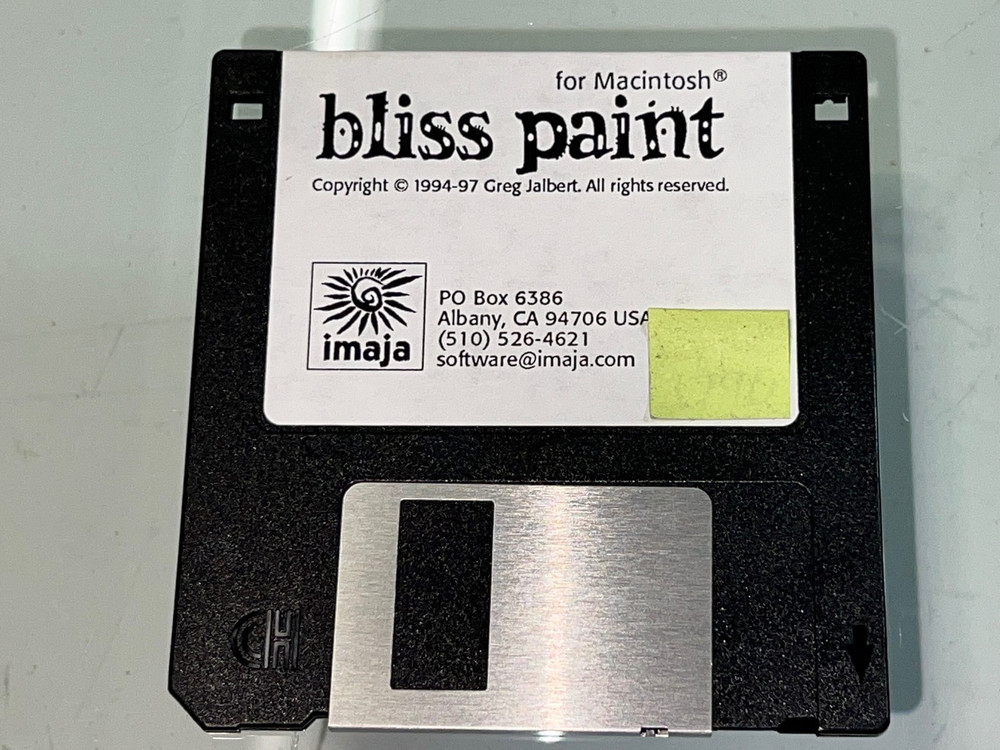 for Macintosh®
bliss paint
Copyright © 1994-97 Greg Jalbert. All rights reserved.
imaja
PO Box 6386
Albany, CA 94706 USA
(510) 526-4621
software@imaja.com
CH